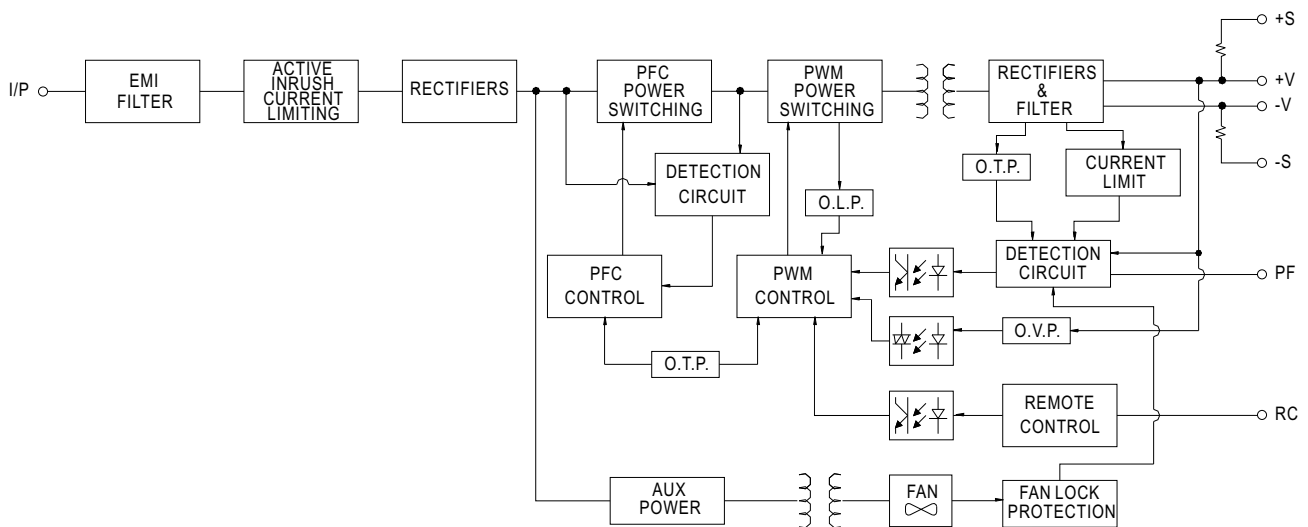 +S
I/P
EMI
FILTER
ACTIVE
INRUSH
CURRENT
LIMITING
RECTIFIERS
PFC
POWER
SWITCHING
PWM
POWER
SWITCHING
RECTIFIERS
&
FILTER
+V
-V
-S
DETECTION
CIRCUIT
O.L.P.
O.T.P.
CURRENT
LIMIT
PFC
CONTROL
PWM
CONTROL
DETECTION
CIRCUIT
PF
O.V.P.
O.T.P.
REMOTE
CONTROL
RC
AUX
POWER
FAN
FAN LOCK
PROTECTION